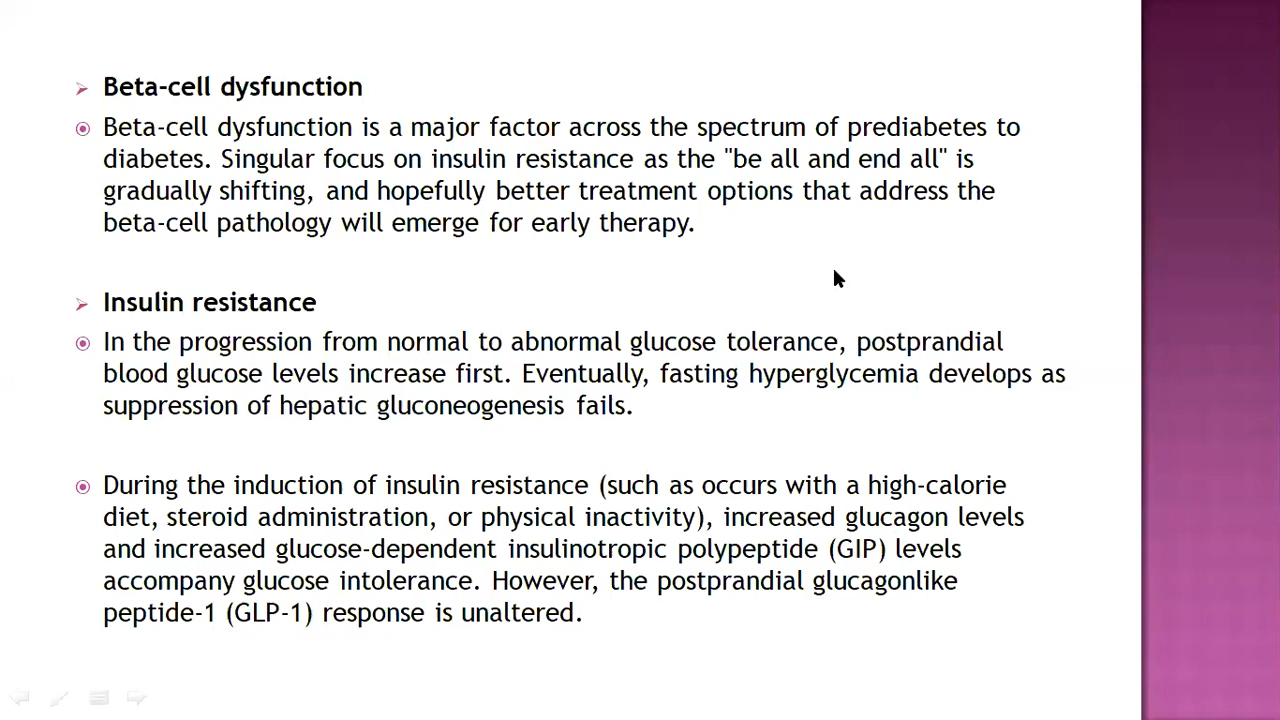 Beta-cell dysfunction
Beta-cell dysfunction is a major factor across the spectrum of prediabetes to
diabetes. Singular focus on insulin resistance as the "be all and end all" is
gradually shifting, and hopefully better treatment options that address the
beta-cell pathology will emerge for early therapy.
Insulin resistance
In the progression from normal to abnormal glucose tolerance, postprandial
blood glucose levels increase first. Eventually, fasting hyperglycemia develops as
suppression of hepatic gluconeogenesis fails.
During the induction of insulin resistance (such as occurs with a high-calorie
diet, steroid administration, or physical inactivity), increased glucagon levels
and increased glucose-dependent insulinotropic polypeptide (GIP) levels
accompany glucose intolerance. However, the postprandial glucagonlike
peptide-1 (GLP-1) response is unaltered.